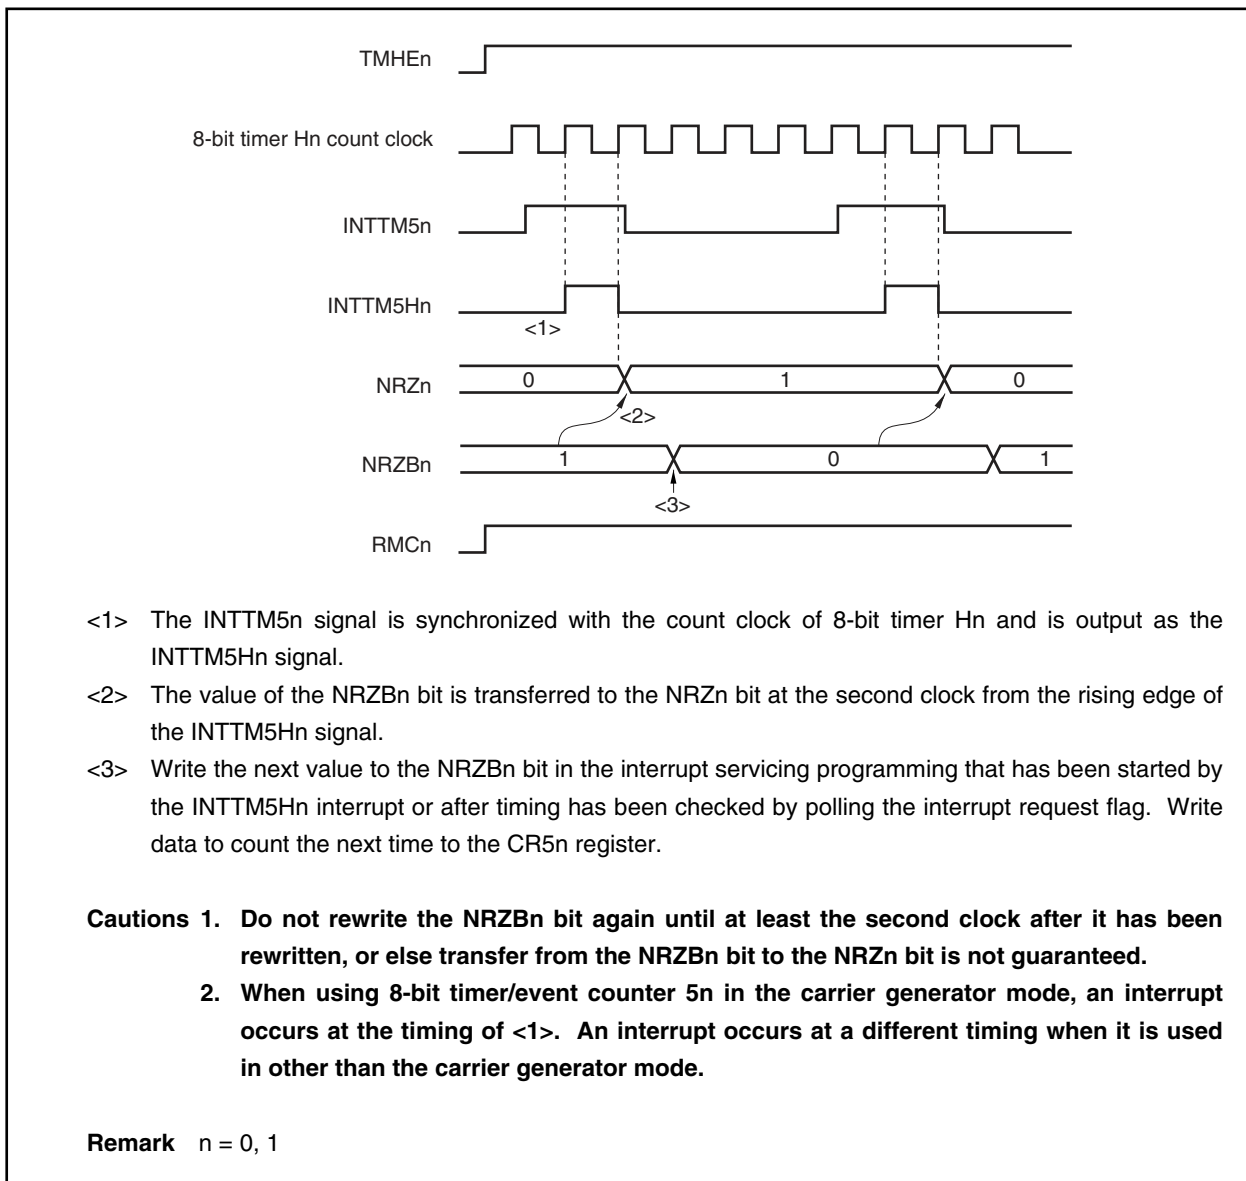 TMHEn
8-bit timer Hn count clock
INTTM5n
INTTM5Hn
<1>
NRZn 0 1 0
<2>
NRZBn 1 0 1
<3>
RMCn
<1> The INTTM5n signal is synchronized with the count clock of 8-bit timer Hn and is output as the
INTTM5Hn signal.
<2> The value of the NRZBn bit is transferred to the NRZn bit at the second clock from the rising edge of
the INTTM5Hn signal.
<3> Write the next value to the NRZBn bit in the interrupt servicing programming that has been started by
the INTTM5Hn interrupt or after timing has been checked by polling the interrupt request flag. Write
data to count the next time to the CR5n register.
Cautions 1. Do not rewrite the NRZBn bit again until at least the second clock after it has been
rewritten, or else transfer from the NRZBn bit to the NRZn bit is not guaranteed.
2. When using 8-bit timer/event counter 5n in the carrier generator mode, an interrupt
occurs at the timing of <1>. An interrupt occurs at a different timing when it is used
in other than the carrier generator mode.
Remark n = 0, 1